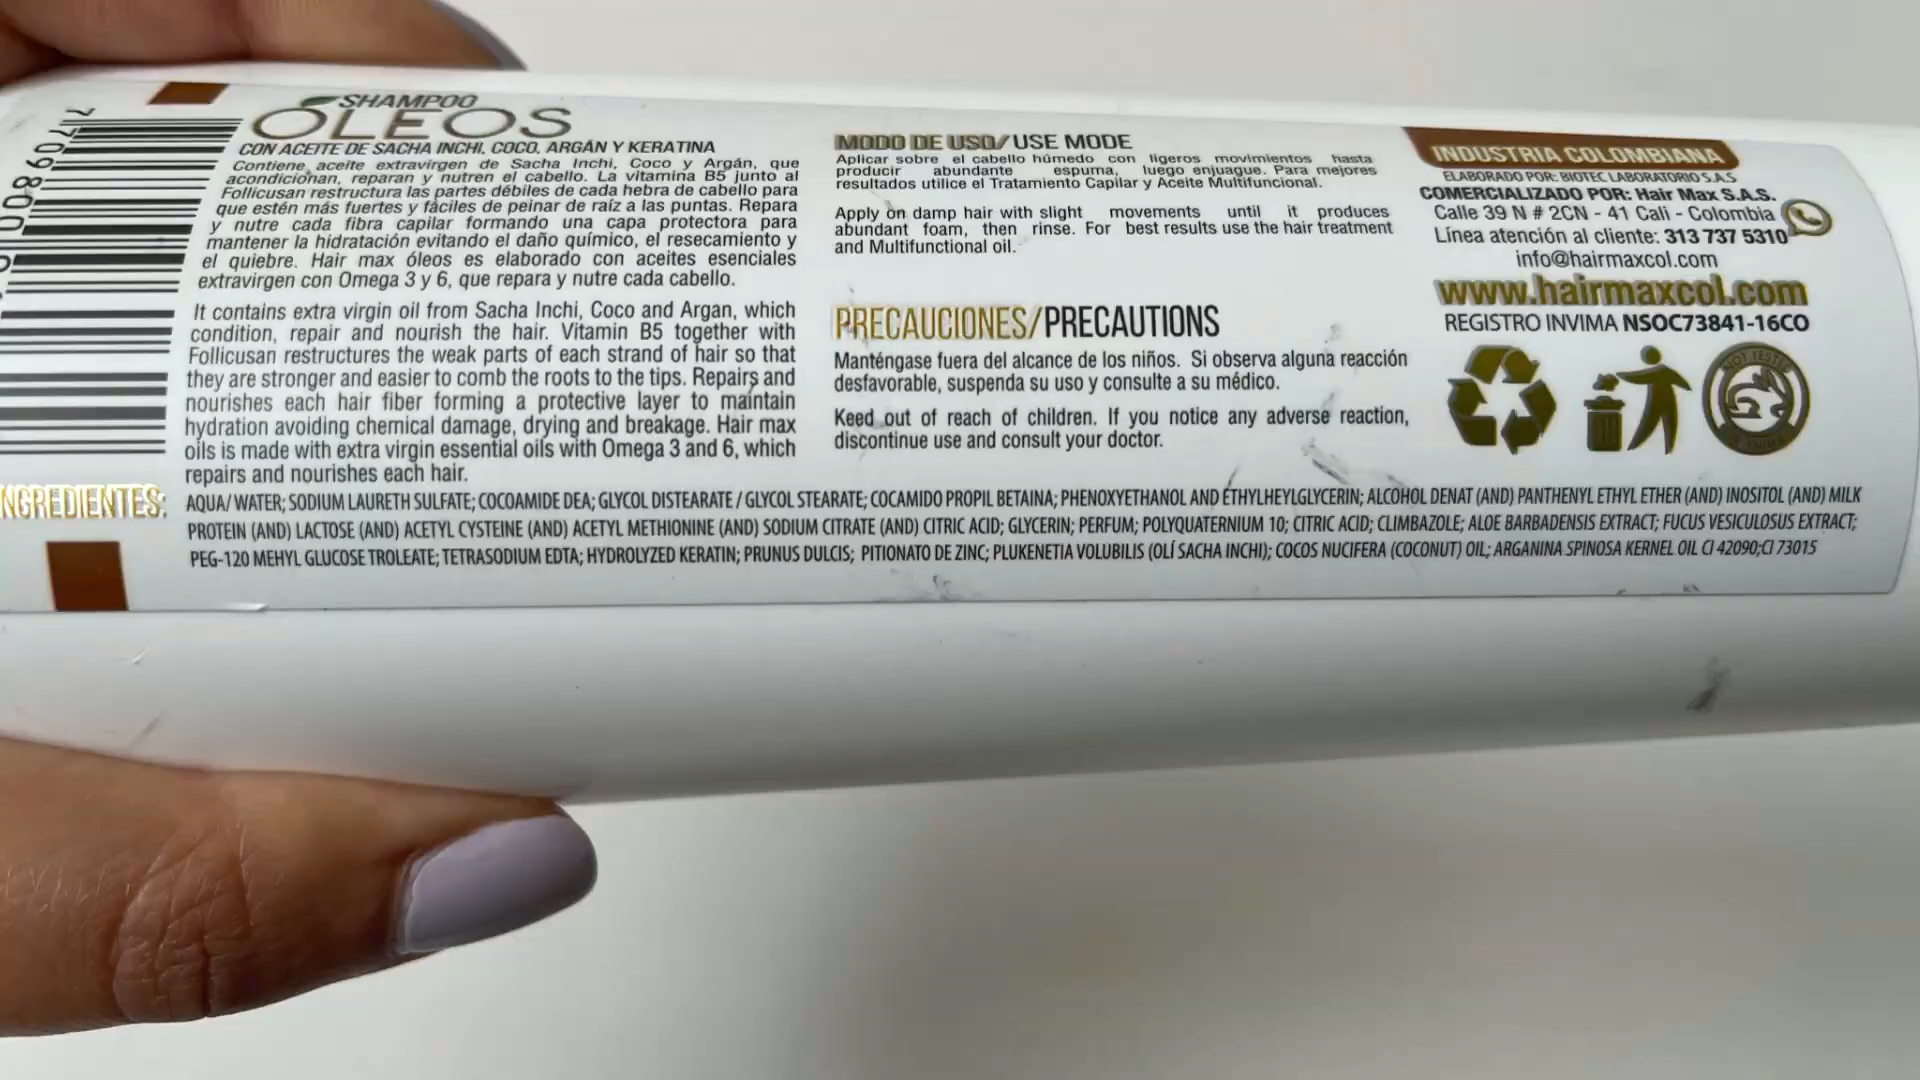 SHAMPOO
ÓLEOS
CON ACEITE DE SACHA INCHI, COCO, ARGÁN Y KERATINA
Contiene aceite extravirgen de Sacha Inchi, Coco y Argán, que
acondicionan, reparan y nutren el cabello. La vitamina B5 junto al
Follicusan restructura las partes débiles de cada hebra de cabello para
que estén más fuertes y fáciles de peinar de raíz a las puntas. Repara
y nutre cada fibra capilar formando una capa protectora para
mantener la hidratación evitando el daño químico, el resecamiento y
el quiebre. Hair max óleos es elaborado con aceites esenciales
extravirgen con Omega 3 y 6, que repara y nutre cada cabello.
It contains extra virgin oil from Sacha Inchi, Coco and Argan, which
condition, repair and nourish the hair. Vitamin B5 together with
Follicusan restructures the weak parts of each strand of hair so that
they are stronger and easier to comb the roots to the tips. Repairs and
nourishes each hair fiber forming a protective layer to maintain
hydration avoiding chemical damage, drying and breakage. Hair max
oils is made with extra virgin essential oils with Omega 3 and 6, which
repairs and nourishes each hair.
MODO DE USO/USE MODE
Aplicar sobre el cabello húmedo con ligeros movimientos hasta
producir abundante espuma, luego enjuague. Para mejores
resultados utilice el Tratamiento Capilar y Aceite Multifuncional.
Apply on damp hair with slight movements until it produces
abundant foam, then rinse. For best results use the hair treatment
and Multifunctional oil.
PRECAUCIONES/PRECAUTIONS
Manténgase fuera del alcance de los niños. Si observa alguna reacción
desfavorable, suspenda su uso y consulte a su médico.
Keed out of reach of children. If you notice any adverse reaction,
discontinue use and consult your doctor.
INDUSTRIA COLOMBIANA
ELABORADO POR: BIOTEC LABORATORIO S.A.S
COMERCIALIZADO POR: Hair Max S.A.S.
Calle 39 N # 2CN - 41 Cali - Colombia
Línea atención al cliente: 313 737 5310
info@hairmaxcol.com
www.hairmaxcol.com
REGISTRO INVIMA NSOC73841-16CO
NOT TESTED
NGREDIENTES: AQUA/WATER; SODIUM LAURETH SULFATE; COCOAMIDE DEA; GLYCOL DISTEARATE / GLYCOL STEARATE; COCAMIDO PROPIL BETAINA; PHENOXYETHANOL AND ETHYLHEYLGLYCERIN; ALCOHOL DENAT (AND) PANTHENYL ETHYL ETHER (AND) INOSITOL (AND) MILK
PROTEIN (AND) LACTOSE (AND) ACETYL CYSTEINE (AND) ACETYL METHIONINE (AND) SODIUM CITRATE (AND) CITRIC ACID; GLYCERIN; PERFUM; POLYQUATERNIUM 10; CITRIC ACID; CLIMBAZOLE; ALOE BARBADENSIS EXTRACT; FUCUS VESICULOSUS EXTRACT;
PEG-120 MEHYL GLUCOSE TROLEATE; TETRASODIUM EDTA; HYDROLYZED KERATIN; PRUNUS DULCIS; PITIONATO DE ZINC; PLUKENETIA VOLUBILIS (OLÍ SACHA INCHI); COCOS NUCIFERA (COCONUT) OIL; ARGANINA SPINOSA KERNEL OIL CI 42090;CI 73015